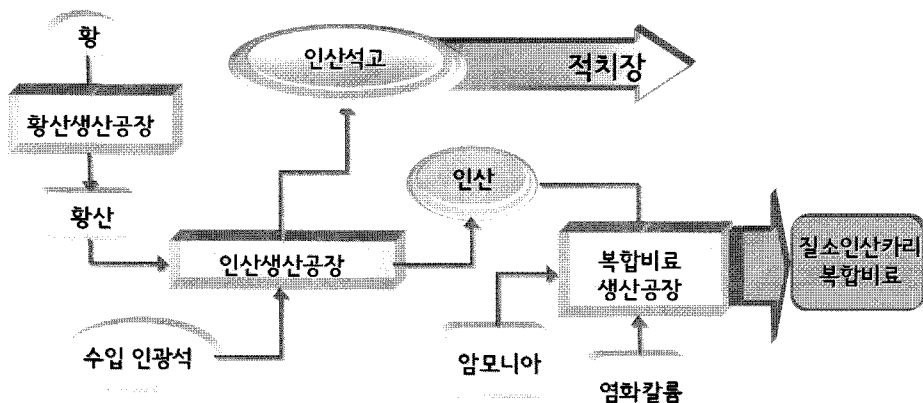 황
인산석고
적치장
황산생산공장
인산
황산
인산생산공장
복합비료
생산공장
질소인산카리
복합비료
수입 인광석
암모니아
염화칼륨